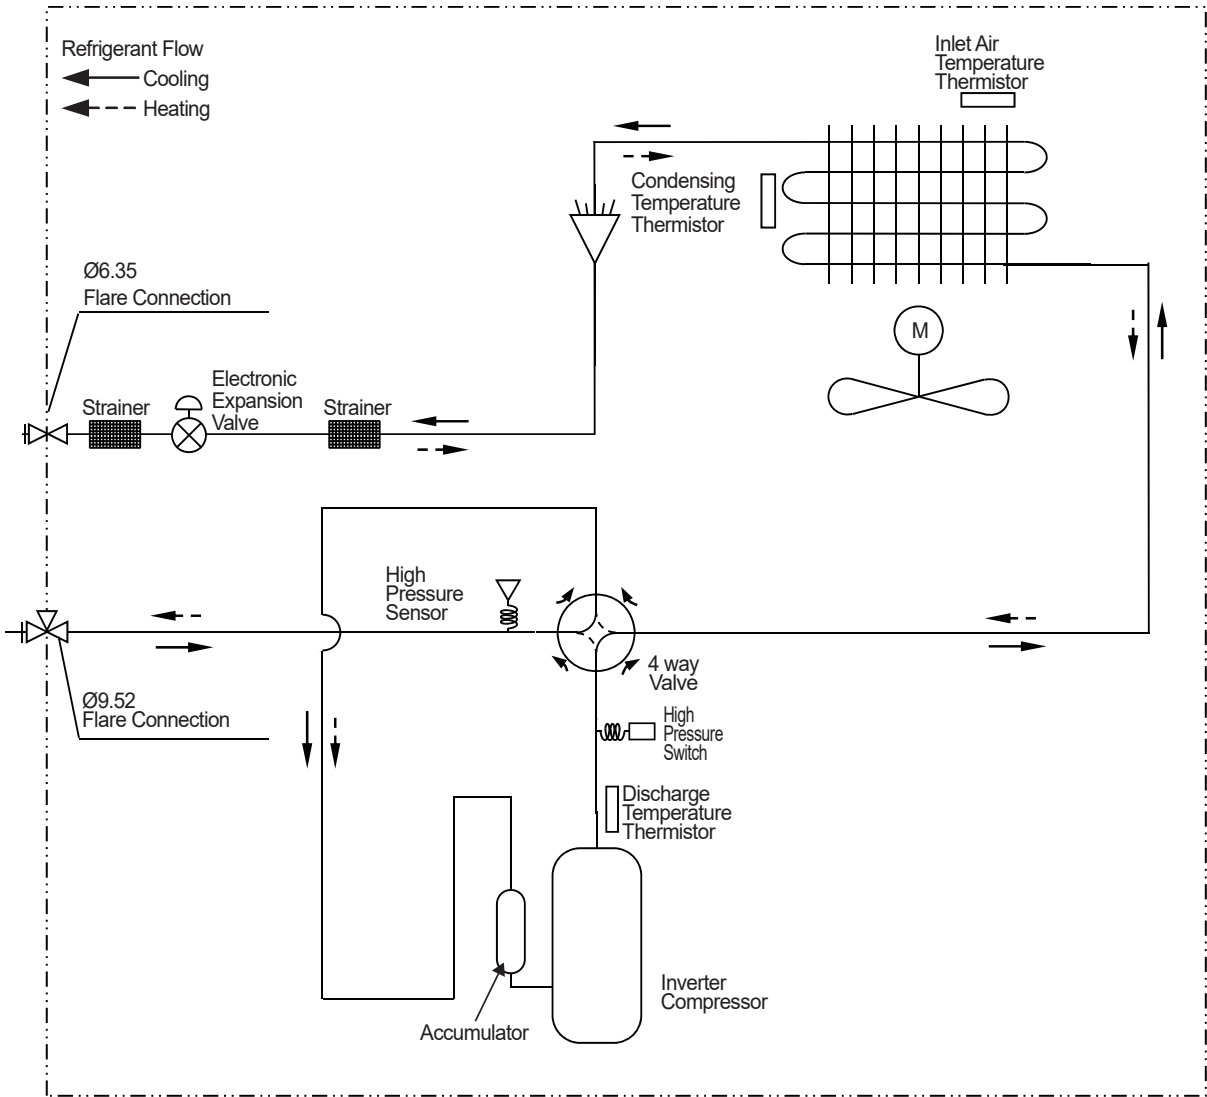 Refrigerant Flow
Cooling
Heating
Inlet Air
Temperature
Thermistor
Condensing
Temperature
Thermistor
Ø6.35
Flare Connection
M
Electronic
Expansion
Valve
Strainer
Strainer
High
Pressure
Sensor
4 way
Valve
Ø9.52
Flare Connection
High
Pressure
Switch
Discharge
Temperature
Thermistor
Inverter
Compressor
Accumulator